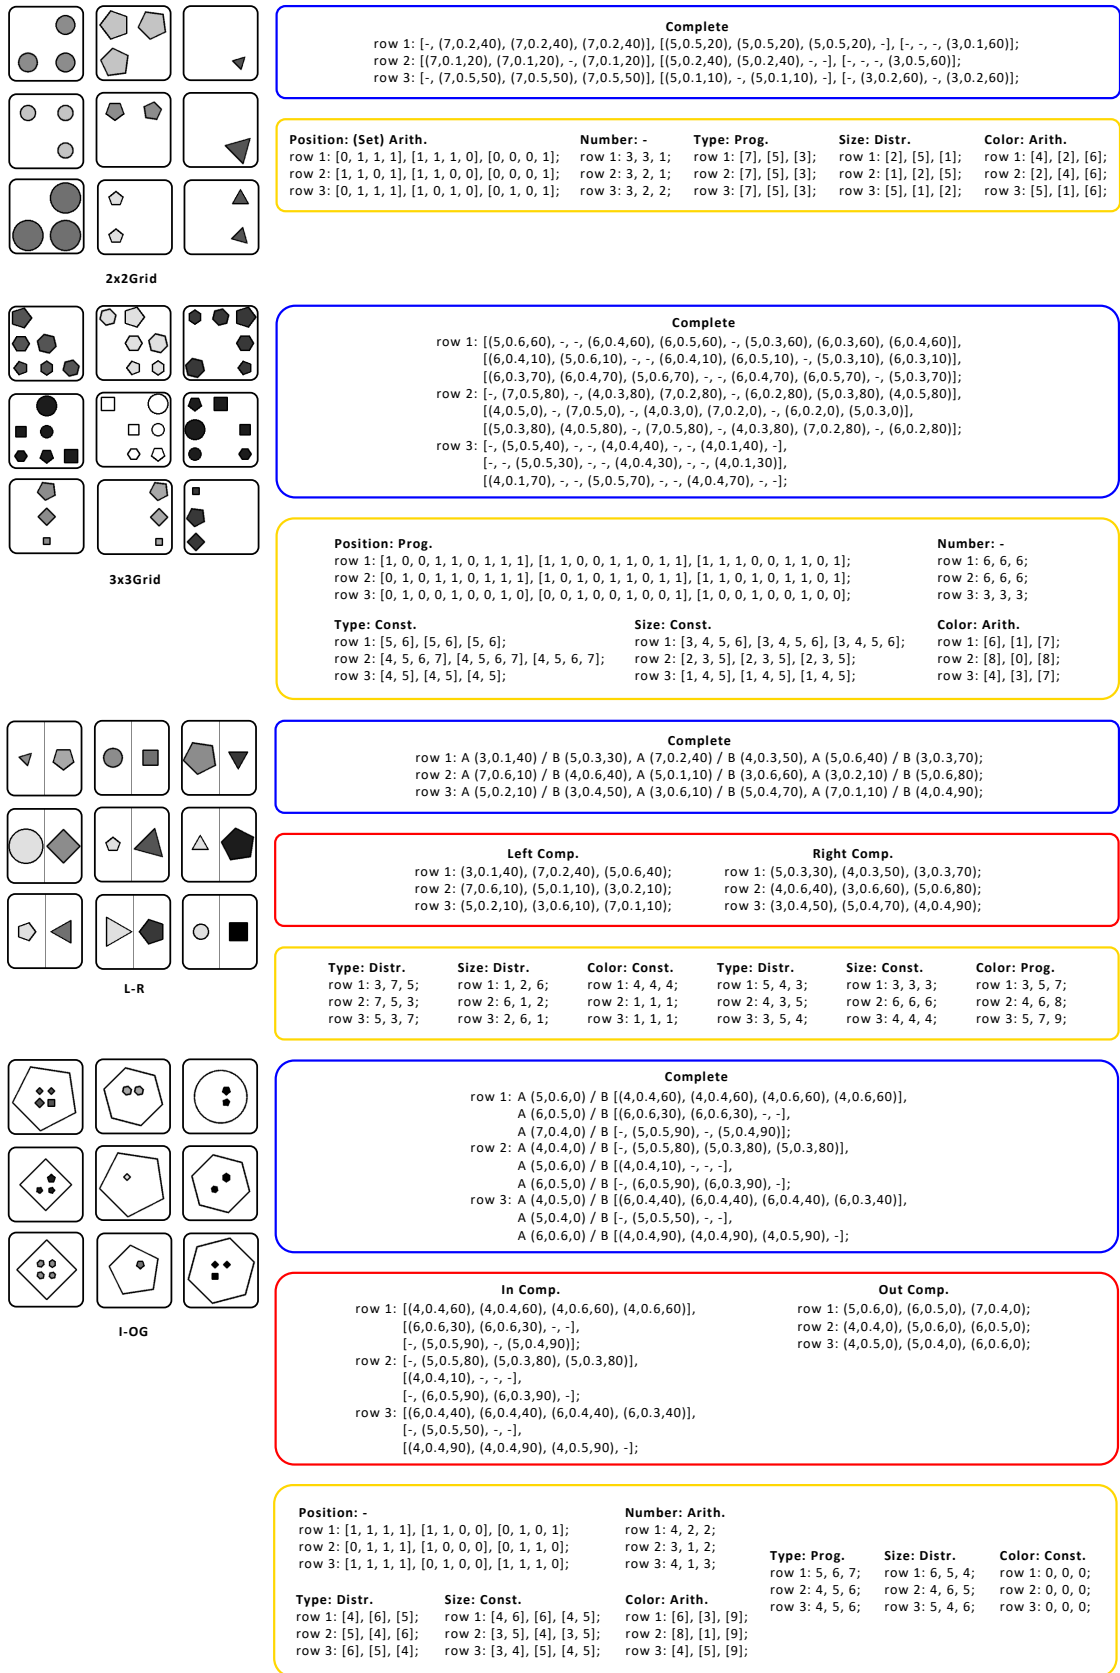 Complete
row 1: [-, (7,0.2,40), (7,0.2,40), (7,0.2,40)], [(5,0.5,20), (5,0.5,20), (5,0.5,20), -], [-, -, -, (3,0.1,60)];
row 2: [(7,0.1,20), (7,0.1,20), -, (7,0.1,20)], [(5,0.2,40), (5,0.2,40), -, -], [-, -, -, (3,0.5,60)];
row 3: [-, (7,0.5,50), (7,0.5,50), (7,0.5,50)], [(5,0.1,10), -, (5,0.1,10), -], [-, (3,0.2,60), -, (3,0.2,60)];
Position: (Set) Arith. Number: - Type: Prog. Size: Distr. Color: Arith.
row 1: [0, 1, 1, 1], [1, 1, 1, 0], [0, 0, 0, 1]; row 1: 3, 3, 1; row 1: [7], [5], [3]; row 1: [2], [5], [1]; row 1: [4], [2], [6];
row 2: [1, 1, 0, 1], [1, 1, 0, 0], [0, 0, 0, 1]; row 2: 3, 2, 1; row 2: [7], [5], [3]; row 2: [1], [2], [5]; row 2: [2], [4], [6];
row 3: [0, 1, 1, 1], [1, 0, 1, 0], [0, 1, 0, 1]; row 3: 3, 2, 2; row 3: [7], [5], [3]; row 3: [5], [1], [2]; row 3: [5], [1], [6];
2x2Grid
Complete
row 1: [(5,0.6,60), -, -, (6,0.4,60), (6,0.5,60), -, (5,0.3,60), (6,0.3,60), (6,0.4,60)],
[(6,0.4,10), (5,0.6,10), -, -, (6,0.4,10), (6,0.5,10), -, (5,0.3,10), (6,0.3,10)],
[(6,0.3,70), (6,0.4,70), (5,0.6,70), -, -, (6,0.4,70), (6,0.5,70), -, (5,0.3,70)];
row 2: [-, (7,0.5,80), -, (4,0.3,80), (7,0.2,80), -, (6,0.2,80), (5,0.3,80), (4,0.5,80)];
[(4,0.5,0), -, (7,0.5,0), -, (4,0.3,0), (7,0.2,0), -, (6,0.2,0), (5,0.3,0)],
[(5,0.3,80), (4,0.5,80), -, (7,0.5,80), -, (4,0.3,80), (7,0.2,80), -, (6,0.2,80)];
row 3: [-, (5,0.5,40), -, -, (4,0.4,40), -, -, (4,0.1,40), -],
[-, -, (5,0.5,30), -, -, (4,0.4,30), -, -, (4,0.1,30)],
[(4,0.1,70), -, -, (5,0.5,70), -, -, (4,0.4,70), -, -];
Position: Prog. Number: -
row 1: [1, 0, 0, 1, 1, 0, 1, 1, 1], [1, 1, 0, 0, 1, 1, 0, 1, 1], [1, 1, 1, 0, 0, 1, 1, 0, 1]; row 1: 6, 6, 6;
row 2: [0, 1, 0, 1, 1, 0, 1, 1, 1], [1, 0, 1, 0, 1, 1, 0, 1, 1], [1, 1, 0, 1, 0, 1, 1, 0, 1]; row 2: 6, 6, 6;
row 3: [0, 1, 0, 0, 1, 0, 0, 1, 0], [0, 0, 1, 0, 0, 1, 0, 0, 1], [1, 0, 0, 1, 0, 0, 1, 0, 0]; row 3: 3, 3, 3;
Type: Const. Size: Const. Color: Arith.
row 1: [5, 6], [5, 6], [5, 6]; row 1: [3, 4, 5, 6], [3, 4, 5, 6], [3, 4, 5, 6]; row 1: [6], [1], [7];
row 2: [4, 5, 6, 7], [4, 5, 6, 7], [4, 5, 6, 7]; row 2: [2, 3, 5], [2, 3, 5], [2, 3, 5]; row 2: [8], [0], [8];
row 3: [4, 5], [4, 5], [4, 5]; row 3: [1, 4, 5], [1, 4, 5], [1, 4, 5]; row 3: [4], [3], [7];
3x3Grid
Complete
row 1: A (3,0.1,40) / B (5,0.3,30), A (7,0.2,40) / B (4,0.3,50), A (5,0.6,40) / B (3,0.3,70);
row 2: A (7,0.6,10) / B (4,0.6,40), A (5,0.1,10) / B (3,0.6,60), A (3,0.2,10) / B (5,0.6,80);
row 3: A (5,0.2,10) / B (3,0.4,50), A (3,0.6,10) / B (5,0.4,70), A (7,0.1,10) / B (4,0.4,90);
Left Comp. Right Comp.
row 1: (3,0.1,40), (7,0.2,40), (5,0.6,40); row 1: (5,0.3,30), (4,0.3,50), (3,0.3,70);
row 2: (7,0.6,10), (5,0.1,10), (3,0.2,10); row 2: (4,0.6,40), (3,0.6,60), (5,0.6,80);
row 3: (5,0.2,10), (3,0.6,10), (7,0.1,10); row 3: (3,0.4,50), (5,0.4,70), (4,0.4,90);
Type: Distr. Size: Distr. Color: Const. Type: Distr. Size: Const. Color: Prog.
row 1: 3, 7, 5; row 1: 1, 2, 6; row 1: 4, 4, 4; row 1: 5, 4, 3; row 1: 3, 3, 3; row 1: 3, 5, 7;
row 2: 7, 5, 3; row 2: 6, 1, 2; row 2: 1, 1, 1; row 2: 4, 3, 5; row 2: 6, 6, 6; row 2: 4, 6, 8;
row 3: 5, 3, 7; row 3: 2, 6, 1; row 3: 1, 1, 1; row 3: 3, 5, 4; row 3: 4, 4, 4; row 3: 5, 7, 9;
L-R
Complete
row 1: A (5,0.6,0) / B [(4,0.4,60), (4,0.4,60), (4,0.6,60), (4,0.6,60)],
A (6,0.5,0) / B [(6,0.6,30), (6,0.6,30), -, -],
A (7,0.4,0) / B [-, (5,0.5,90), -, (5,0.4,90)];
row 2: A (4,0.4,0) / B [-, (5,0.5,80), (5,0.3,80), (5,0.3,80)],
A (5,0.6,0) / B [(4,0.4,10), -, -, -],
A (6,0.5,0) / B [-, (6,0.5,90), (6,0.3,90), -];
row 3: A (4,0.5,0) / B [(6,0.4,40), (6,0.4,40), (6,0.4,40), (6,0.3,40)],
A (5,0.4,0) / B [-, (5,0.5,50), -, -],
A (6,0.6,0) / B [(4,0.4,90), (4,0.4,90), (4,0.5,90), -];
In Comp. Out Comp.
row 1: [(4,0.4,60), (4,0.4,60), (4,0.6,60), (4,0.6,60)], row 1: (5,0.6,0), (6,0.5,0), (7,0.4,0);
[(6,0.6,30), (6,0.6,30), -, -], row 2: (4,0.4,0), (5,0.6,0), (6,0.5,0);
[-, (5,0.5,90), -, (5,0.4,90)]; row 3: (4,0.5,0), (5,0.4,0), (6,0.6,0);
row 2: [-, (5,0.5,80), (5,0.3,80), (5,0.3,80)],
[(4,0.4,10), -, -, -],
[-, (6,0.5,90), (6,0.3,90), -];
row 3: [(6,0.4,40), (6,0.4,40), (6,0.4,40), (6,0.3,40)],
[-, (5,0.5,50), -, -],
[(4,0.4,90), (4,0.4,90), (4,0.5,90), -];
I-OG
Position: - Number: Arith.
row 1: [1, 1, 1, 1], [1, 1, 0, 0], [0, 1, 0, 1]; row 1: 4, 2, 2;
row 2: [0, 1, 1, 1], [1, 0, 0, 0], [0, 1, 1, 0]; row 2: 3, 1, 2;
row 3: [1, 1, 1, 1], [0, 1, 0, 0], [1, 1, 1, 0]; row 3: 4, 1, 3;
Type: Distr. Size: Const. Color: Arith.
row 1: [4], [6], [5]; row 1: [4, 6], [6], [4, 5]; row 1: [6], [3], [9];
row 2: [5], [4], [6]; row 2: [3, 5], [4], [3, 5]; row 2: [8], [1], [9];
row 3: [6], [5], [4]; row 3: [3, 4], [5], [4, 5]; row 3: [4], [5], [9];
Type: Prog. Size: Distr. Color: Const.
row 1: 5, 6, 7; row 1: 6, 5, 4; row 1: 0, 0, 0;
row 2: 4, 5, 6; row 2: 4, 6, 5; row 2: 0, 0, 0;
row 3: 4, 5, 6; row 3: 5, 4, 6; row 3: 0, 0, 0;